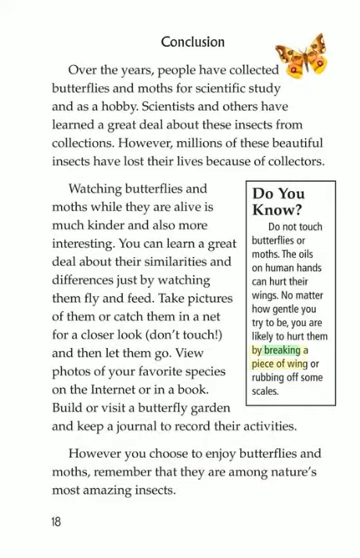 Conclusion
Over the years, people have collected
butterflies and moths for scientific study
and as a hobby. Scientists and others have
learned a great deal about these insects from
collections. However, millions of these beautiful
insects have lost their lives because of collectors.
Watching butterflies and
moths while they are alive is
much kinder and also more
interesting. You can learn a great
deal about their similarities and
differences just by watching
them fly and feed. Take pictures
of them or catch them in a net
for a closer look (don't touch!)
and then let them go. View
photos of your favorite species
on the Internet or in a book.
Build or visit a butterfly garden
and keep a journal to record their activities.
Do You
Know?
Do not touch
butterflies or
moths. The oils
on human hands
can hurt their
wings. No matter
how gentle you
try to be, you are
likely to hurt them
by breaking a
piece of wing or
rubbing off some
scales.
However you choose to enjoy butterflies and
moths, remember that they are among nature's
most amazing insects.
18